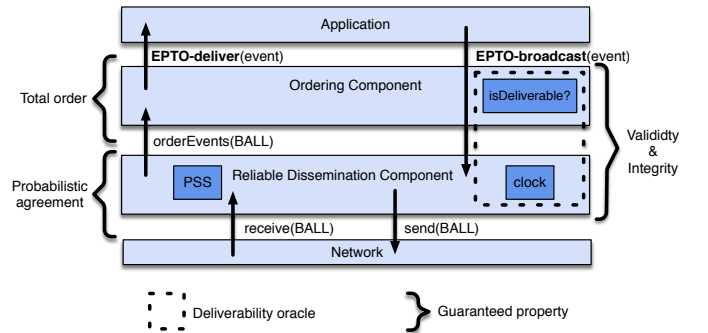 Application
EPTO-deliver(event)
EPTO-broadcast(event)
Ordering Component
isDeliverable?
Total order
orderEvents(BALL)
Validity
&
Integrity
PSS
Reliable Dissemination Component
clock
Probabilistic
agreement
receive(BALL)
send(BALL)
Network
Deliverability oracle
Guaranteed property